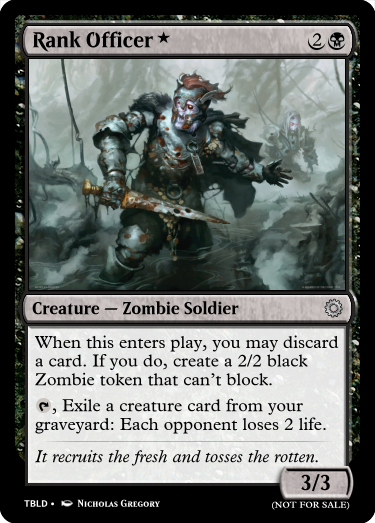 Rank Officer ★
2
Creature — Zombie Soldier
When this enters play, you may discard
a card. If you do, create a 2/2 black
Zombie token that can't block.
, Exile a creature card from your
graveyard: Each opponent loses 2 life.
It recruits the fresh and tosses the rotten.
3/3
TBLD • Nicholas Gregory
(NOT FOR SALE)